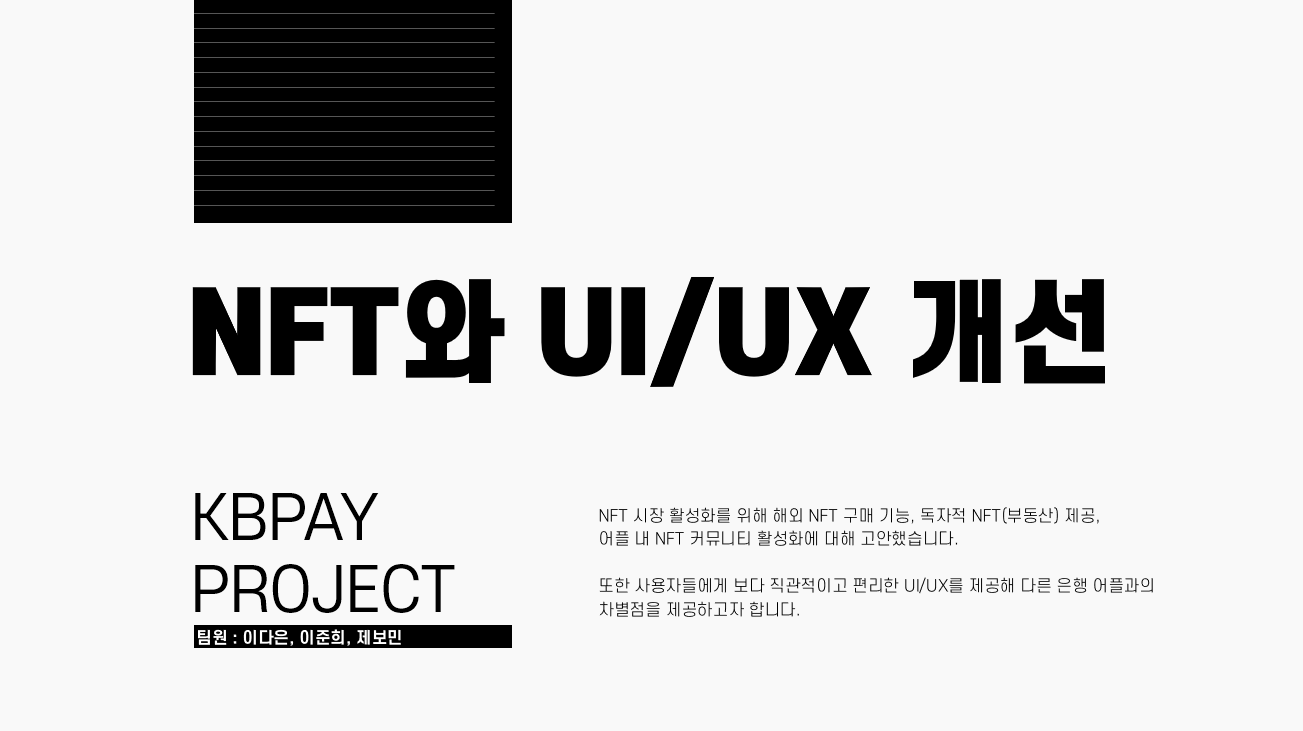 NFT와 UI/UX 개선
KBPAY
PROJECT
팀원 : 이다은, 이준희, 제보민
NFT 시장 활성화를 위해 해외 NFT 구매 기능, 독자적 NFT(부동산) 제공,
어플 내 NFT 커뮤니티 활성화에 대해 고안했습니다.
또한 사용자들에게 보다 직관적이고 편리한 UI/UX를 제공해 다른 은행 어플과의
차별점을 제공하고자 합니다.